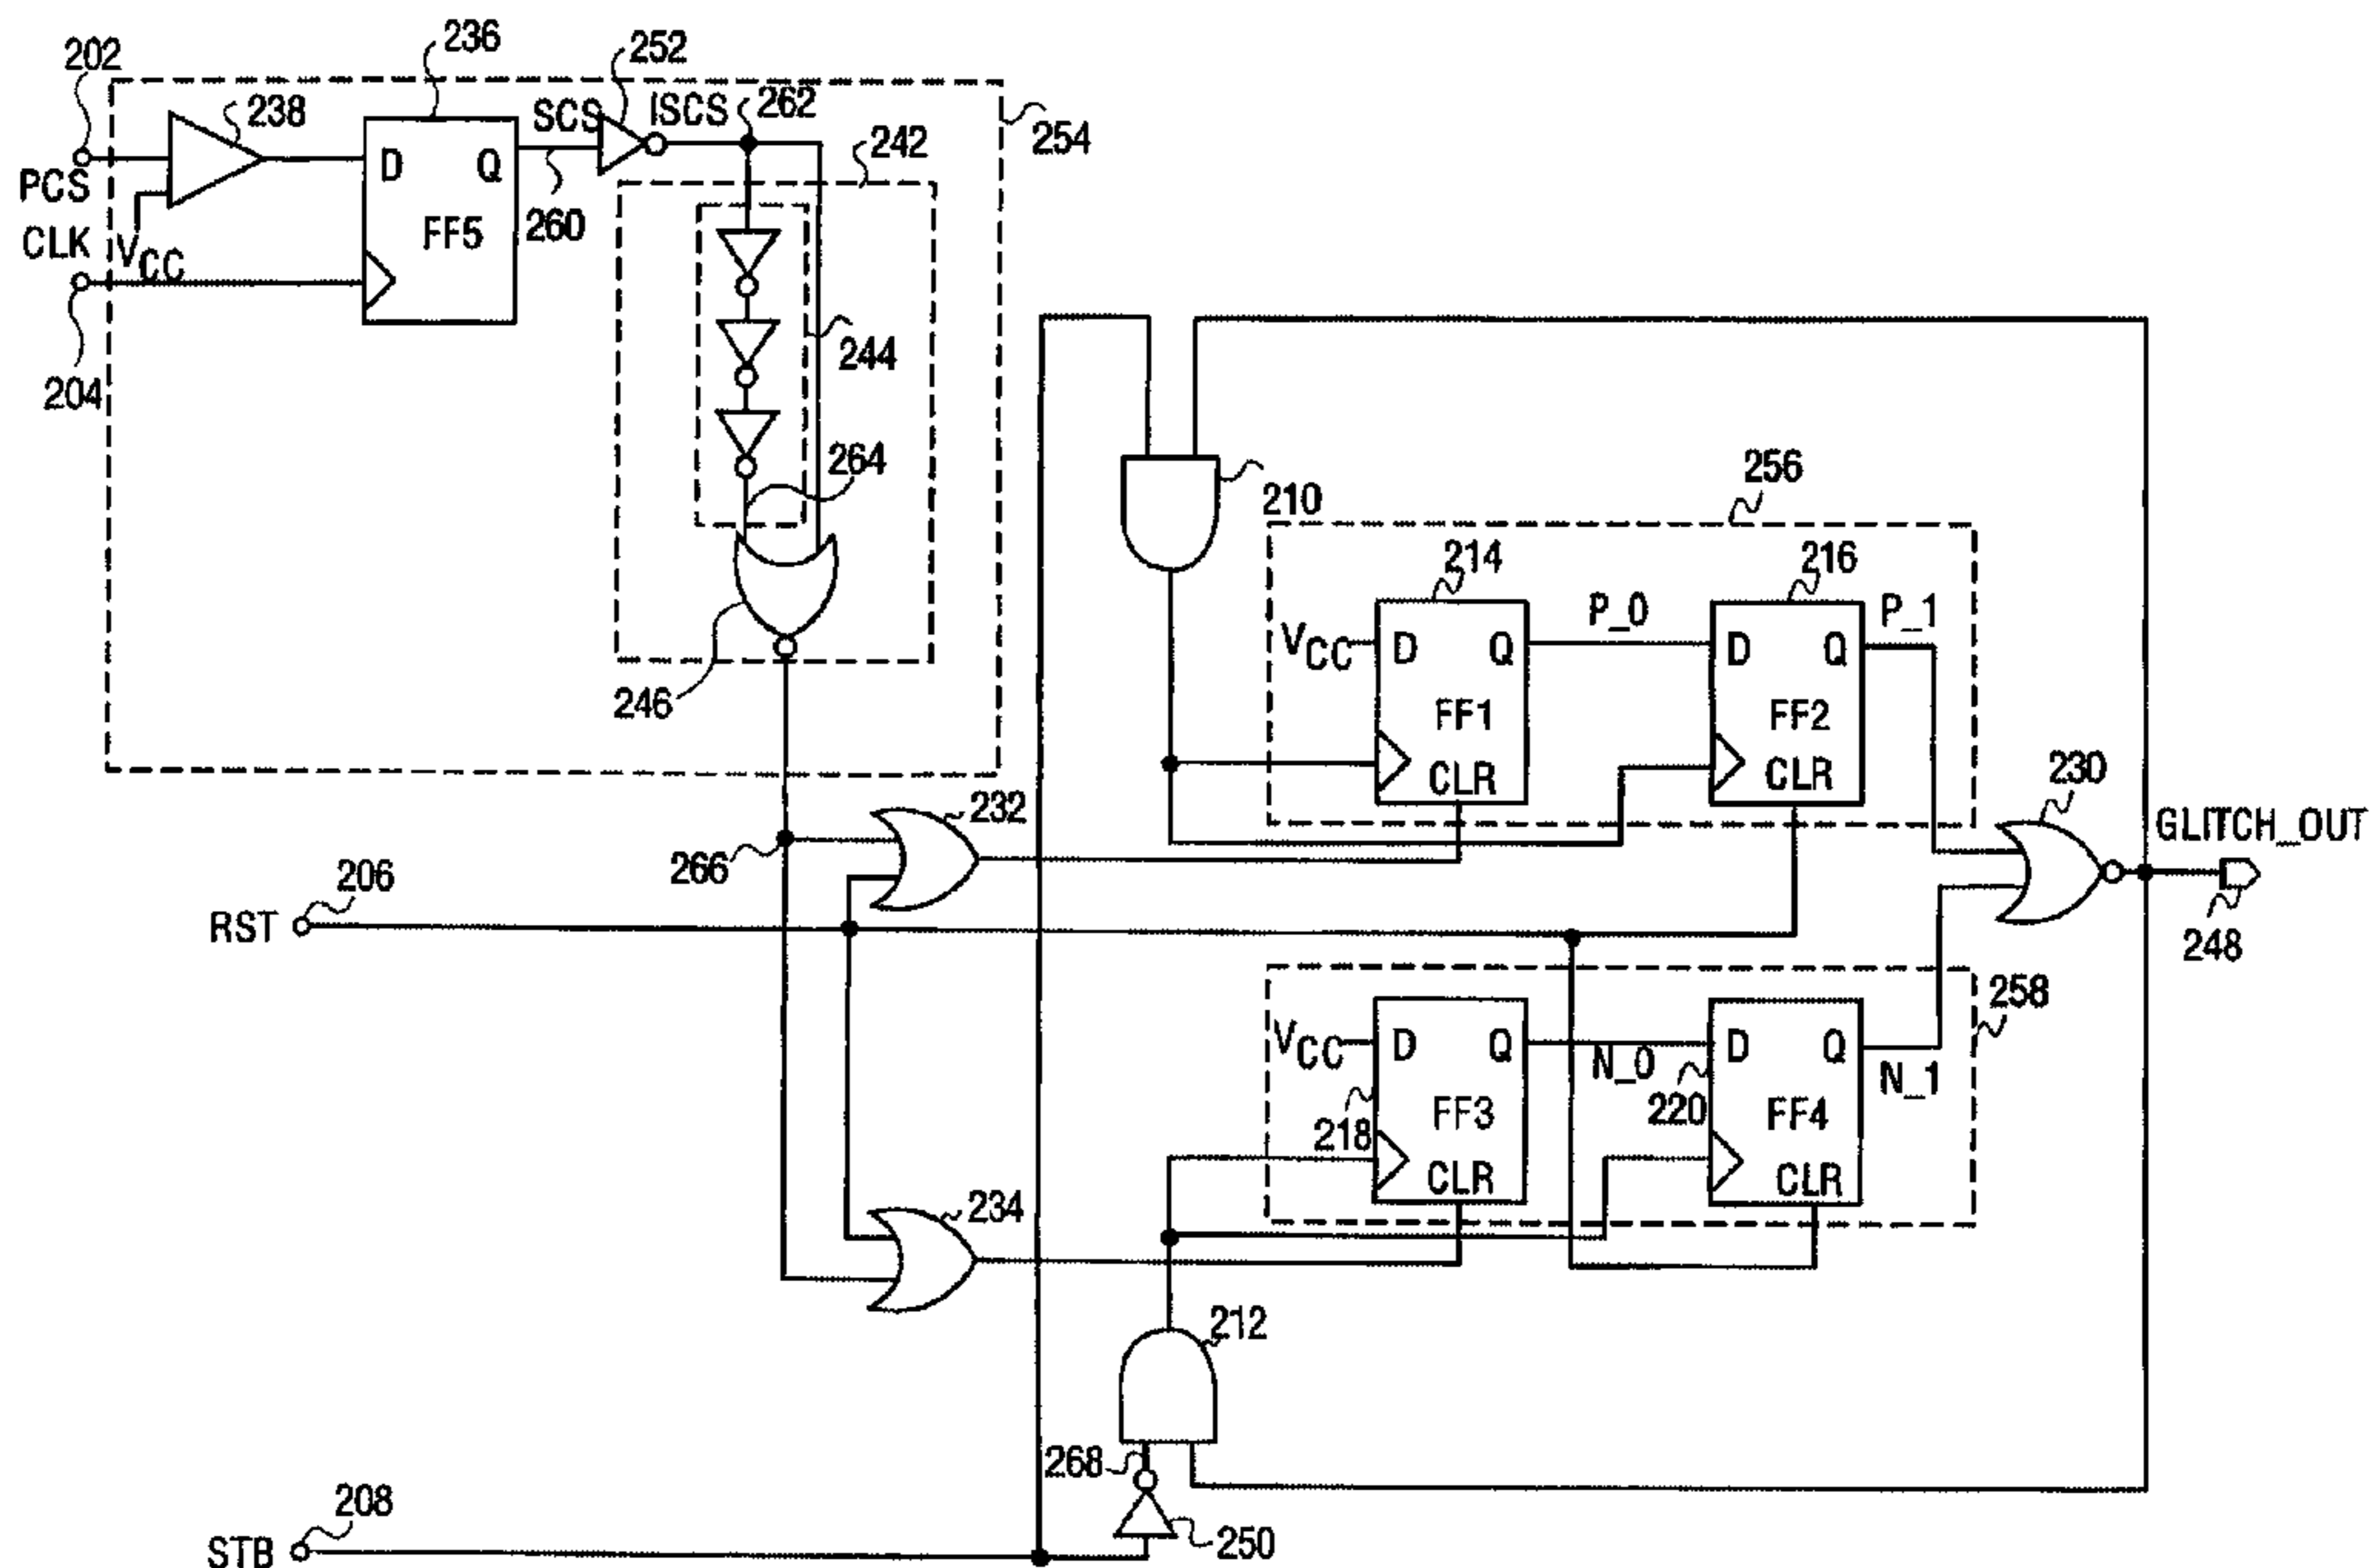 236
202
252
238
SCS
ISCS
262
242
254
PCS
D
Q
FF5
260
CLK
VCC
204
244
264
210
256
214
216
VCC
D
Q
P_0
D
Q
P_1
246
FF1
CLR
FF2
CLR
230
232
GLITCH_OUT
266
206
RST
248
258
VCC
D
Q
N_0
D
Q
N_1
218
FF3
220
FF4
CLR
CLR
234
212
268
208
STB
250